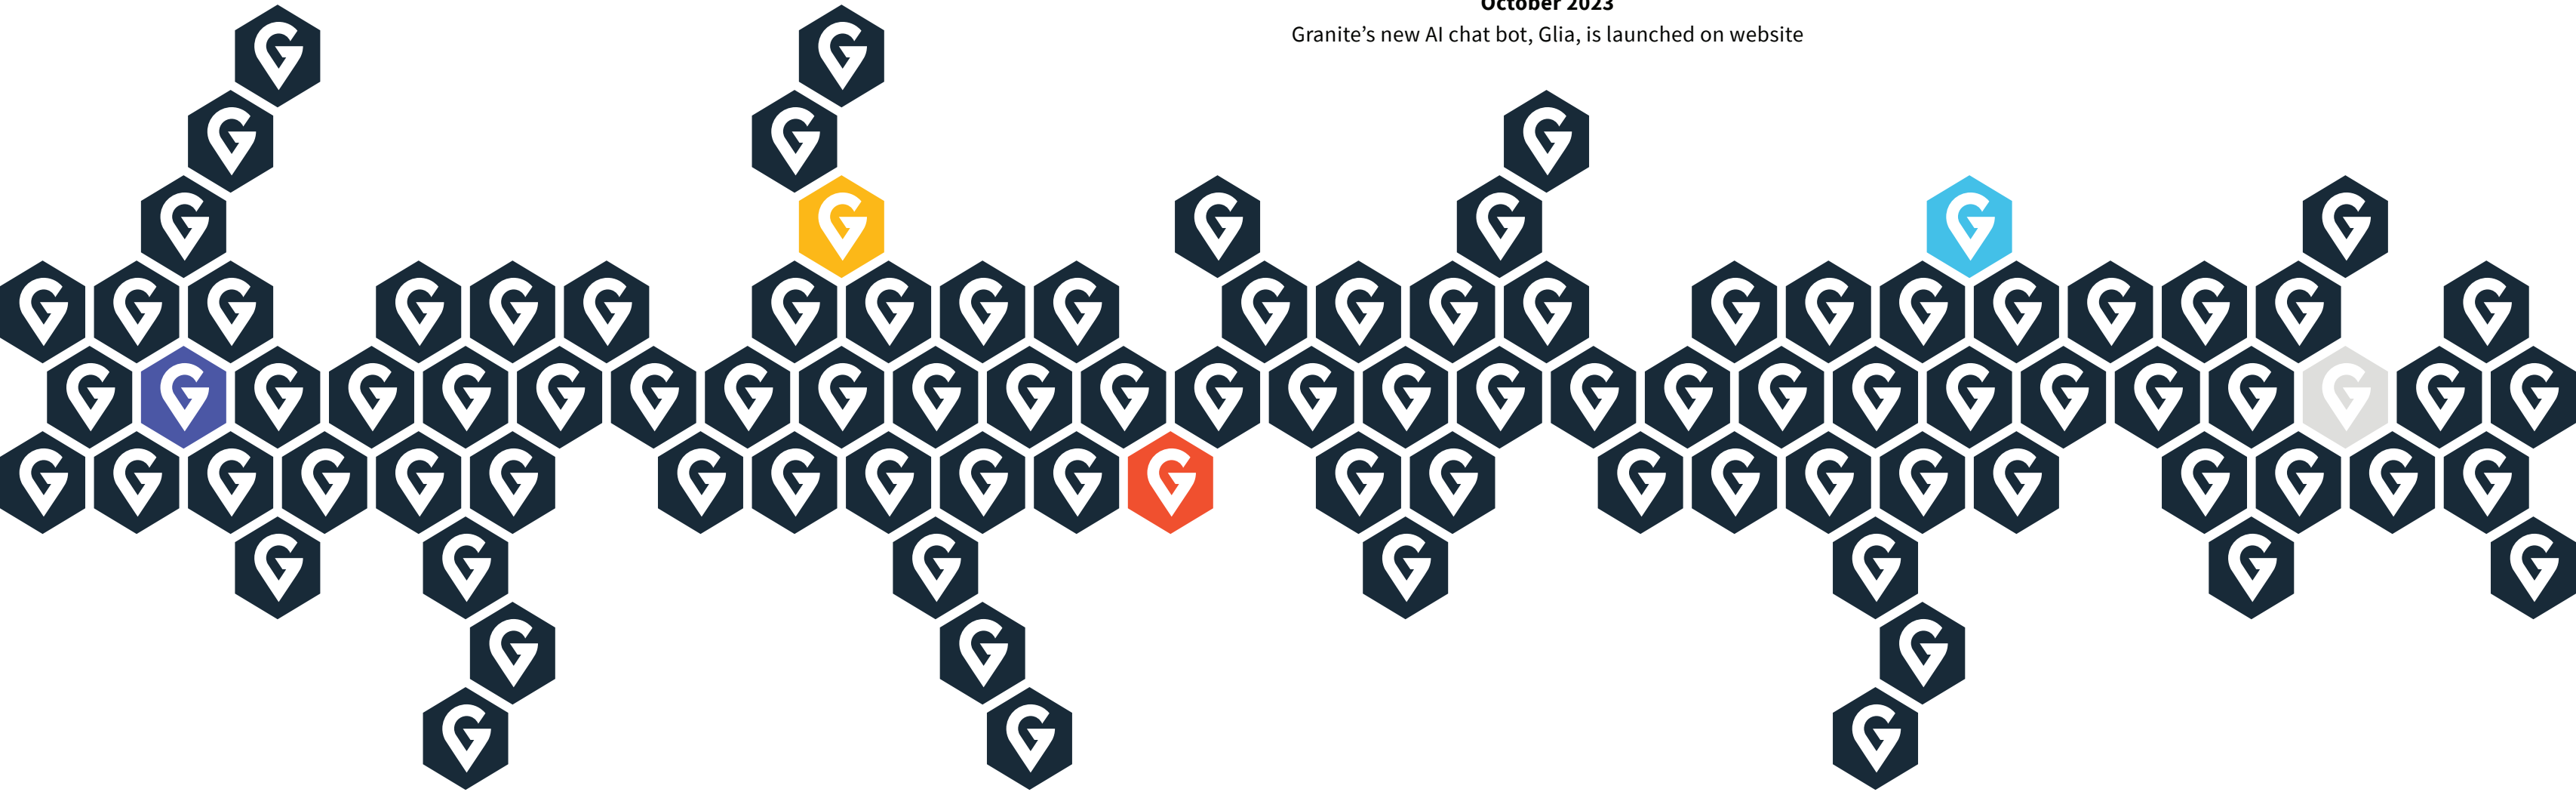 October 2023
Granite’s new AI chat bot, Glia, is launched on website